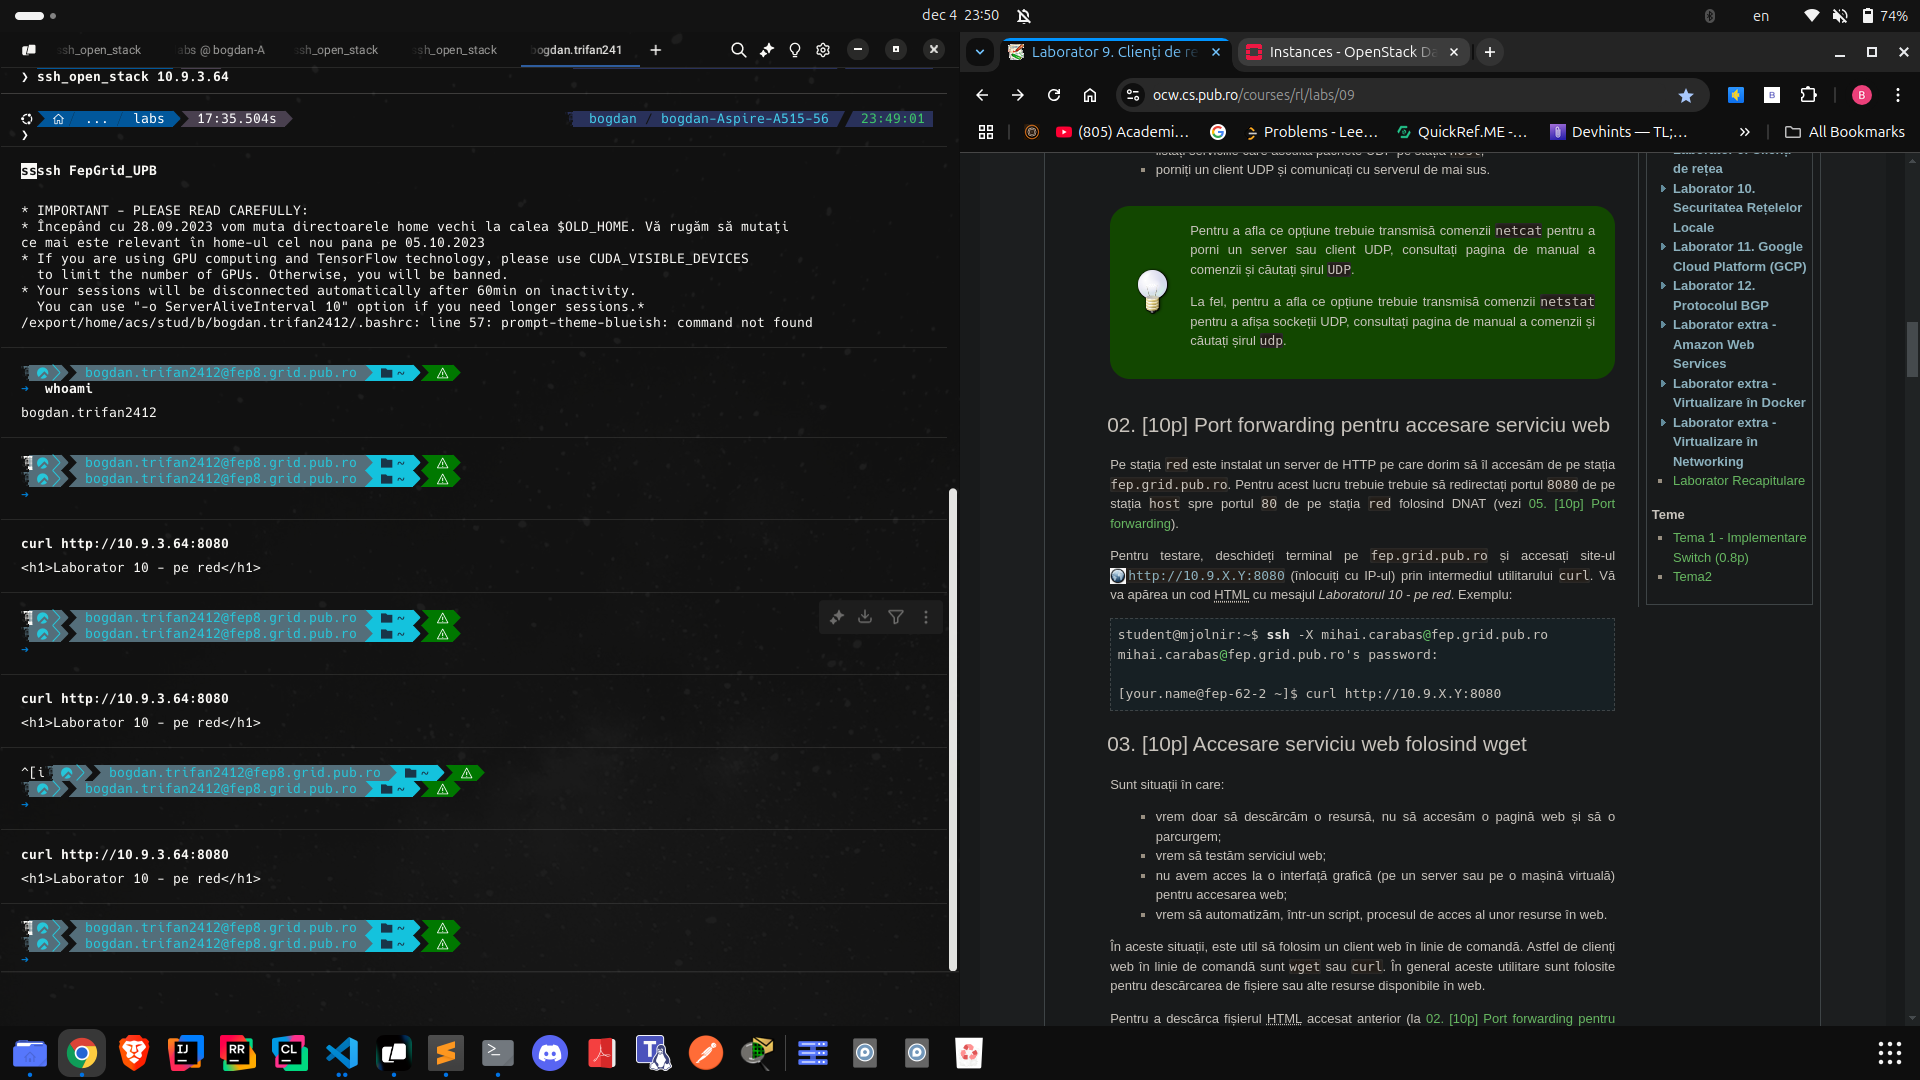 dec 4 23:50
en
74%
ssh_open_stack
abs @ bogdan-A
ssh_open_stack
ssh_open_stack
bogdan.trifan241
❯ ssh_open_stack 10.9.3.64
... labs 17:35.504s bogdan / bogdan-Aspire-A515-56 23:49:01
❯
ssssh FepGrid_UPB
* IMPORTANT - PLEASE READ CAREFULLY:
* Începând cu 28.09.2023 vom muta directoarele home vechi la calea $OLD_HOME. Vă rugăm să mutați
ce mai este relevant în home-ul cel nou pana pe 05.10.2023
* If you are using GPU computing and TensorFlow technology, please use CUDA_VISIBLE_DEVICES
to limit the number of GPUs. Otherwise, you will be banned.
* Your sessions will be disconnected automatically after 60min on inactivity.
You can use "-o ServerAliveInterval 10" option if you need longer sessions.*
/export/home/acs/stud/b/bogdan.trifan2412/.bashrc: line 57: prompt-theme-blueish: command not found
bogdan.trifan2412@fep8.grid.pub.ro ~
➜ whoami
bogdan.trifan2412
bogdan.trifan2412@fep8.grid.pub.ro ~
bogdan.trifan2412@fep8.grid.pub.ro ~
➜
curl http://10.9.3.64:8080
<h1>Laborator 10 - pe red</h1>
bogdan.trifan2412@fep8.grid.pub.ro ~
bogdan.trifan2412@fep8.grid.pub.ro ~
➜
curl http://10.9.3.64:8080
<h1>Laborator 10 - pe red</h1>
^[i bogdan.trifan2412@fep8.grid.pub.ro ~
bogdan.trifan2412@fep8.grid.pub.ro ~
➜
curl http://10.9.3.64:8080
<h1>Laborator 10 - pe red</h1>
bogdan.trifan2412@fep8.grid.pub.ro ~
bogdan.trifan2412@fep8.grid.pub.ro ~
➜
Laborator 9. Clienți de re
Instances - OpenStack Da
ocw.cs.pub.ro/courses/rl/labs/09
B
B
(805) Academi...
Problems - Lee...
QuickRef.ME -...
Devhints — TL;...
»
All Bookmarks
listați serviciile care ascultă pachete UDP pe stația host;
porniți un client UDP și comunicați cu serverul de mai sus.
Pentru a afla ce opțiune trebuie transmisă comenzii netcat pentru a
porni un server sau client UDP, consultați pagina de manual a
comenzii și căutați șirul UDP.
La fel, pentru a afla ce opțiune trebuie transmisă comenzii netstat
pentru a afișa socketii UDP, consultați pagina de manual a comenzii și
căutați șirul udp.
02. [10p] Port forwarding pentru accesare serviciu web
Pe stația red este instalat un server de HTTP pe care dorim să îl accesăm de pe stația
fep.grid.pub.ro. Pentru acest lucru trebuie trebuie să redirectați portul 8080 de pe
stația host spre portul 80 de pe stația red folosind DNAT (vezi 05. [10p] Port
forwarding).
Pentru testare, deschideți terminal pe fep.grid.pub.ro și accesați site-ul
http://10.9.X.Y:8080 (înlocuiți cu IP-ul) prin intermediul utilitarului curl. Vă
va apărea un cod HTML cu mesajul Laboratorul 10 - pe red. Exemplu:
student@mjolnir:~$ ssh -X mihai.carabas@fep.grid.pub.ro
mihai.carabas@fep.grid.pub.ro's password:
[your.name@fep-62-2 ~]$ curl http://10.9.X.Y:8080
03. [10p] Accesare serviciu web folosind wget
Sunt situații în care:
vrem doar să descărcăm o resursă, nu să accesăm o pagină web și să o
parcurgem;
vrem să testăm serviciul web;
nu avem acces la o interfață grafică (pe un server sau pe o mașină virtuală)
pentru accesarea web;
vrem să automatizăm, într-un script, procesul de acces al unor resurse în web.
În aceste situații, este util să folosim un client web în linie de comandă. Astfel de clienți
web în linie de comandă sunt wget sau curl. În general aceste utilitare sunt folosite
pentru descărcarea de fișiere sau alte resurse disponibile în web.
Pentru a descărca fișierul HTML accesat anterior (la 02. [10p] Port forwarding pentru
de rețea
Laborator 10.
Securitatea Rețelelor
Locale
Laborator 11. Google
Cloud Platform (GCP)
Laborator 12.
Protocolul BGP
Laborator extra -
Amazon Web
Services
Laborator extra -
Virtualizare în Docker
Laborator extra -
Virtualizare în
Networking
Laborator Recapitulare
Teme
Tema 1 - Implementare
Switch (0.8p)
Tema2